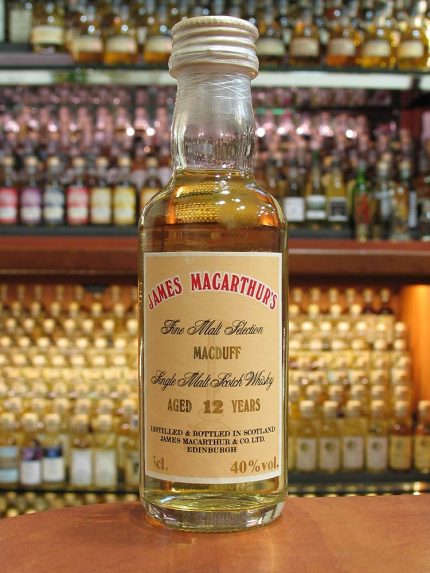 JAMES MACARTHUR'S
Fine Malt Selection
MACDUFF
Single Malt Scotch Whisky
AGED 12 YEARS
DISTILLED & BOTTLED IN SCOTLAND
JAMES MACARTHUR & CO. LTD.
EDINBURGH
5cl. 40%vol.